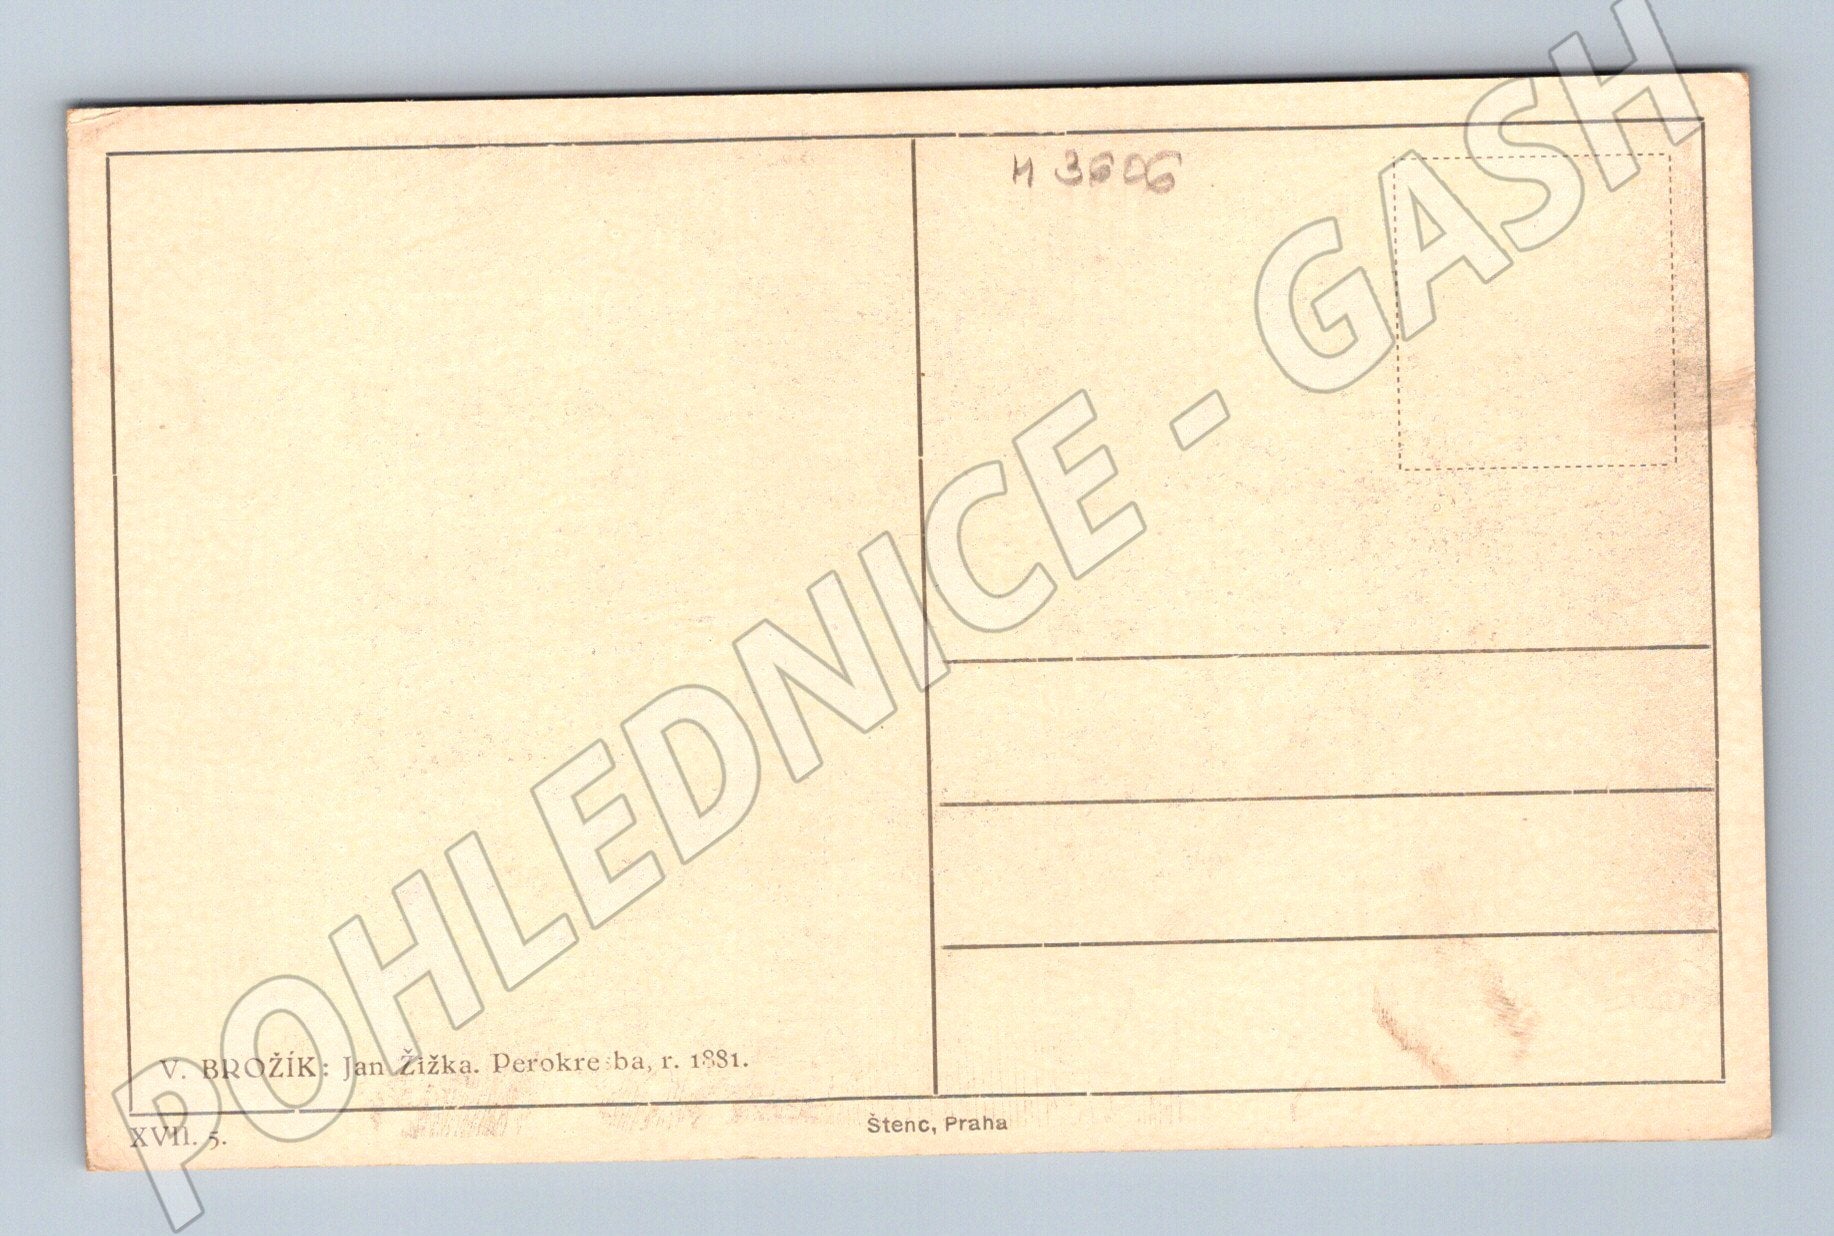 M 3606
POHLEDNICE - GASH
V. BROŽÍK: Jan Žižka. Perokresba, r. 1881.
XVII. 5.
Štenc, Praha